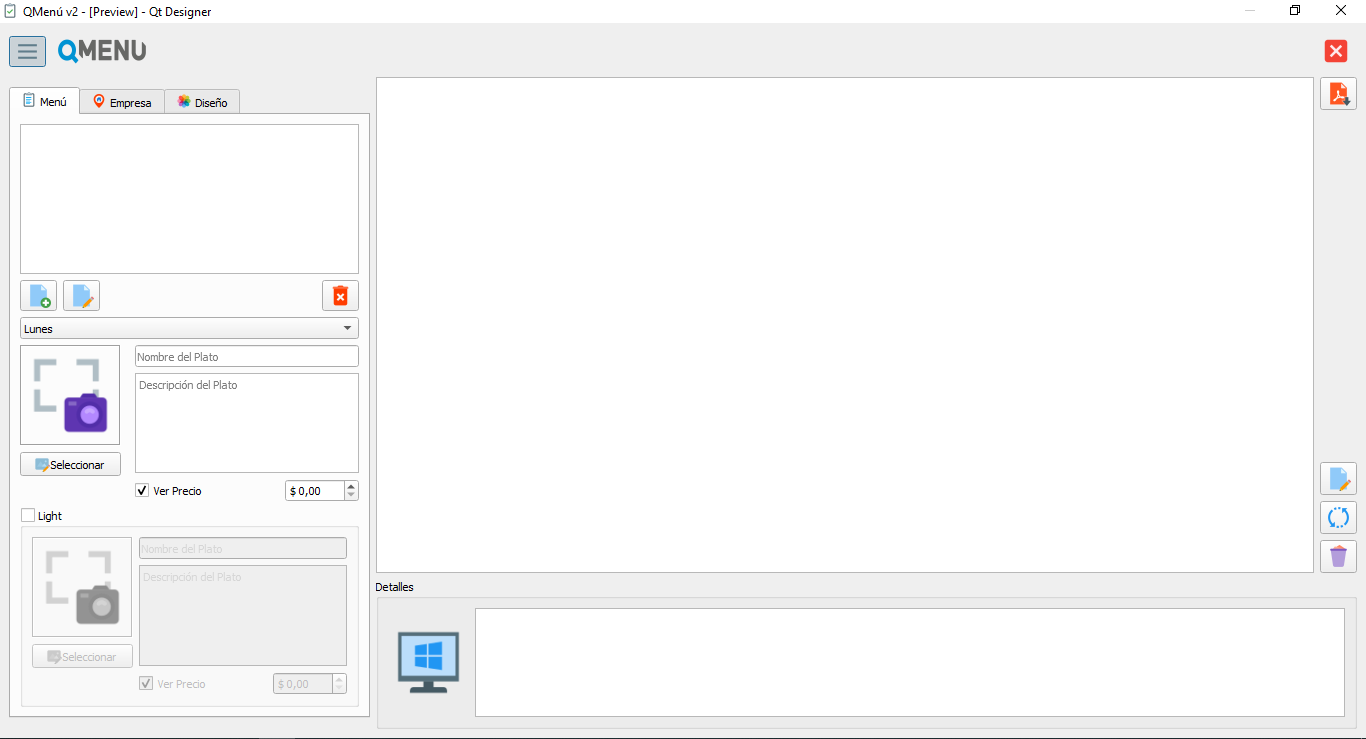 QMenú v2 - [Preview] - Qt Designer
QMENU
Menú
Empresa
Diseño
Lunes
Nombre del Plato
Descripción del Plato
Seleccionar
Ver Precio
$ 0,00
Light
Nombre del Plato
Descripción del Plato
Seleccionar
Ver Precio
$ 0,00
Detalles